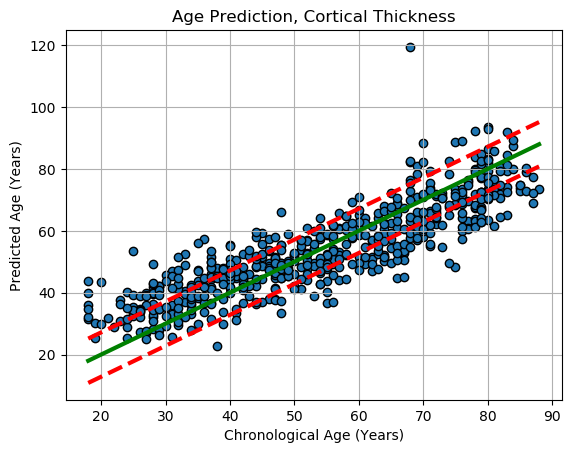 Age Prediction, Cortical Thickness
120
100
80
60
40
20
Predicted Age (Years)
20 30 40 50 60 70 80 90
Chronological Age (Years)